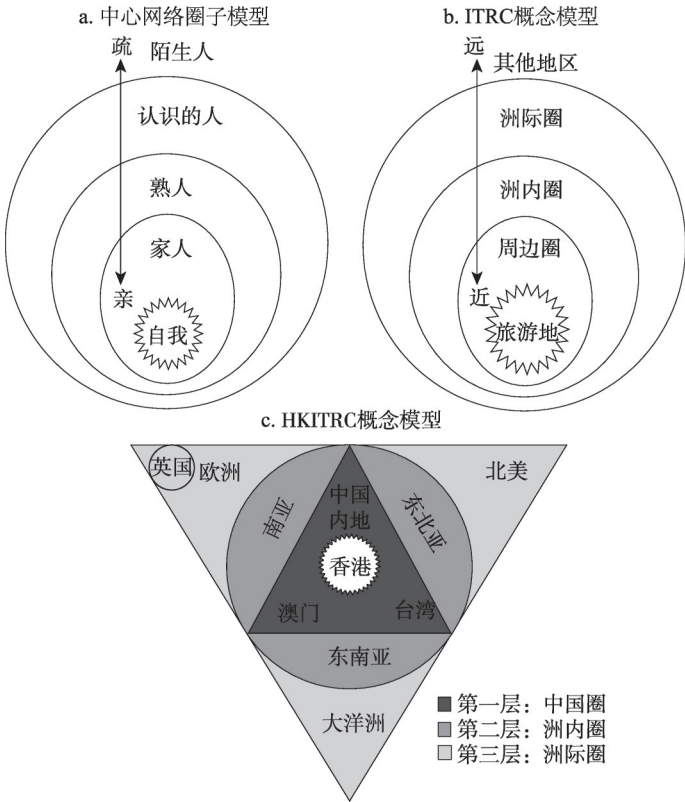 a. 中心网络圈子模型
疏
陌生人
认识的人
熟人
家人
亲
自我
b. ITRC概念模型
远
其他地区
洲际圈
洲内圈
周边圈
近
旅游地
c. HKITRC概念模型
英国
欧洲
北美
南亚
中国
内地
东北亚
香港
澳门
台湾
东南亚
大洋洲
第一层：中国圈
第二层：洲内圈
第三层：洲际圈